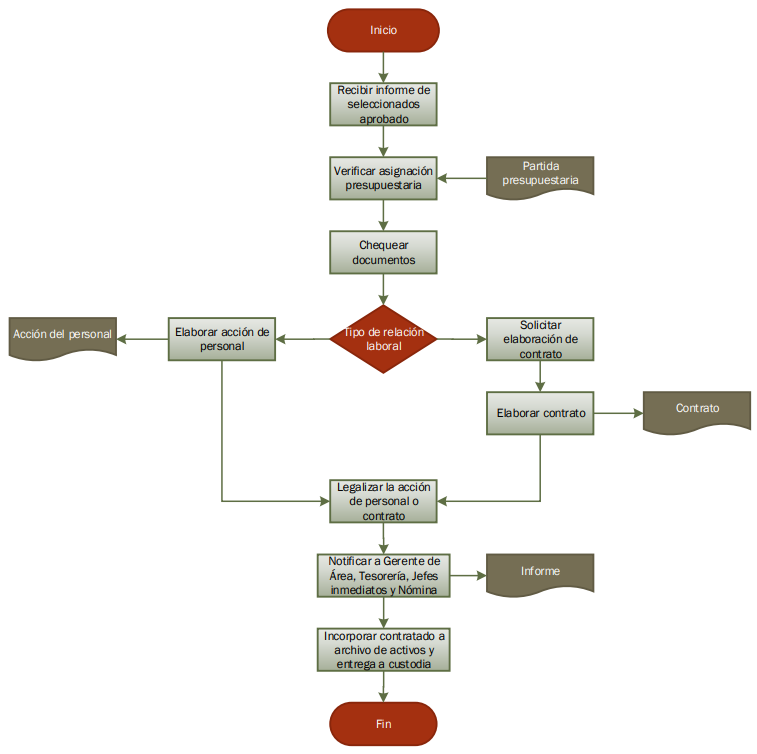 Inicio
Recibir informe de
seleccionados
aprobado
Verificar asignación
presupuestaria
Partida
presupuestaria
Chequear
documentos
Acción del personal
Elaborar acción de
personal
Tipo de relación
laboral
Solicitar
elaboración de
contrato
Elaborar contrato
Contrato
Legalizar la acción
de personal o
contrato
Notificar a Gerente de
Área, Tesorería, Jefes
inmediatos y Nómina
Informe
Incorporar contratado a
archivo de activos y
entrega a custodia
Fin